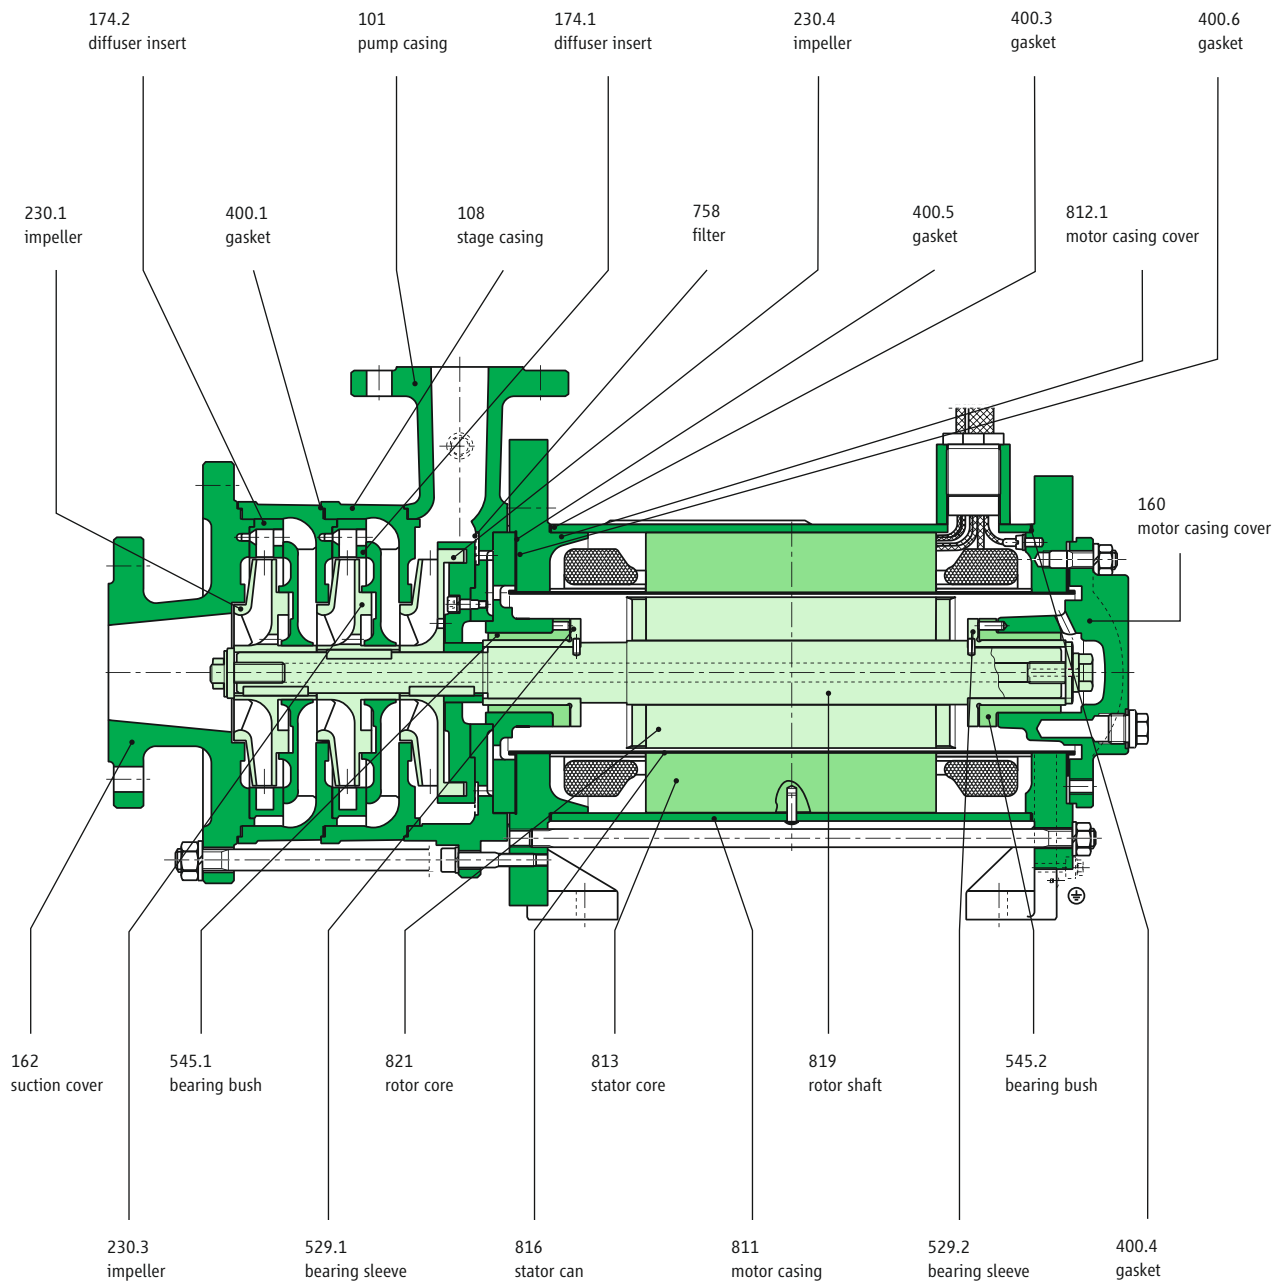 174.2
diffuser insert
101
pump casing
174.1
diffuser insert
230.4
impeller
400.3
gasket
400.6
gasket
230.1
impeller
400.1
gasket
108
stage casing
758
filter
400.5
gasket
812.1
motor casing cover
160
motor casing cover
162
suction cover
545.1
bearing bush
821
rotor core
813
stator core
819
rotor shaft
545.2
bearing bush
230.3
impeller
529.1
bearing sleeve
816
stator can
811
motor casing
529.2
bearing sleeve
400.4
gasket